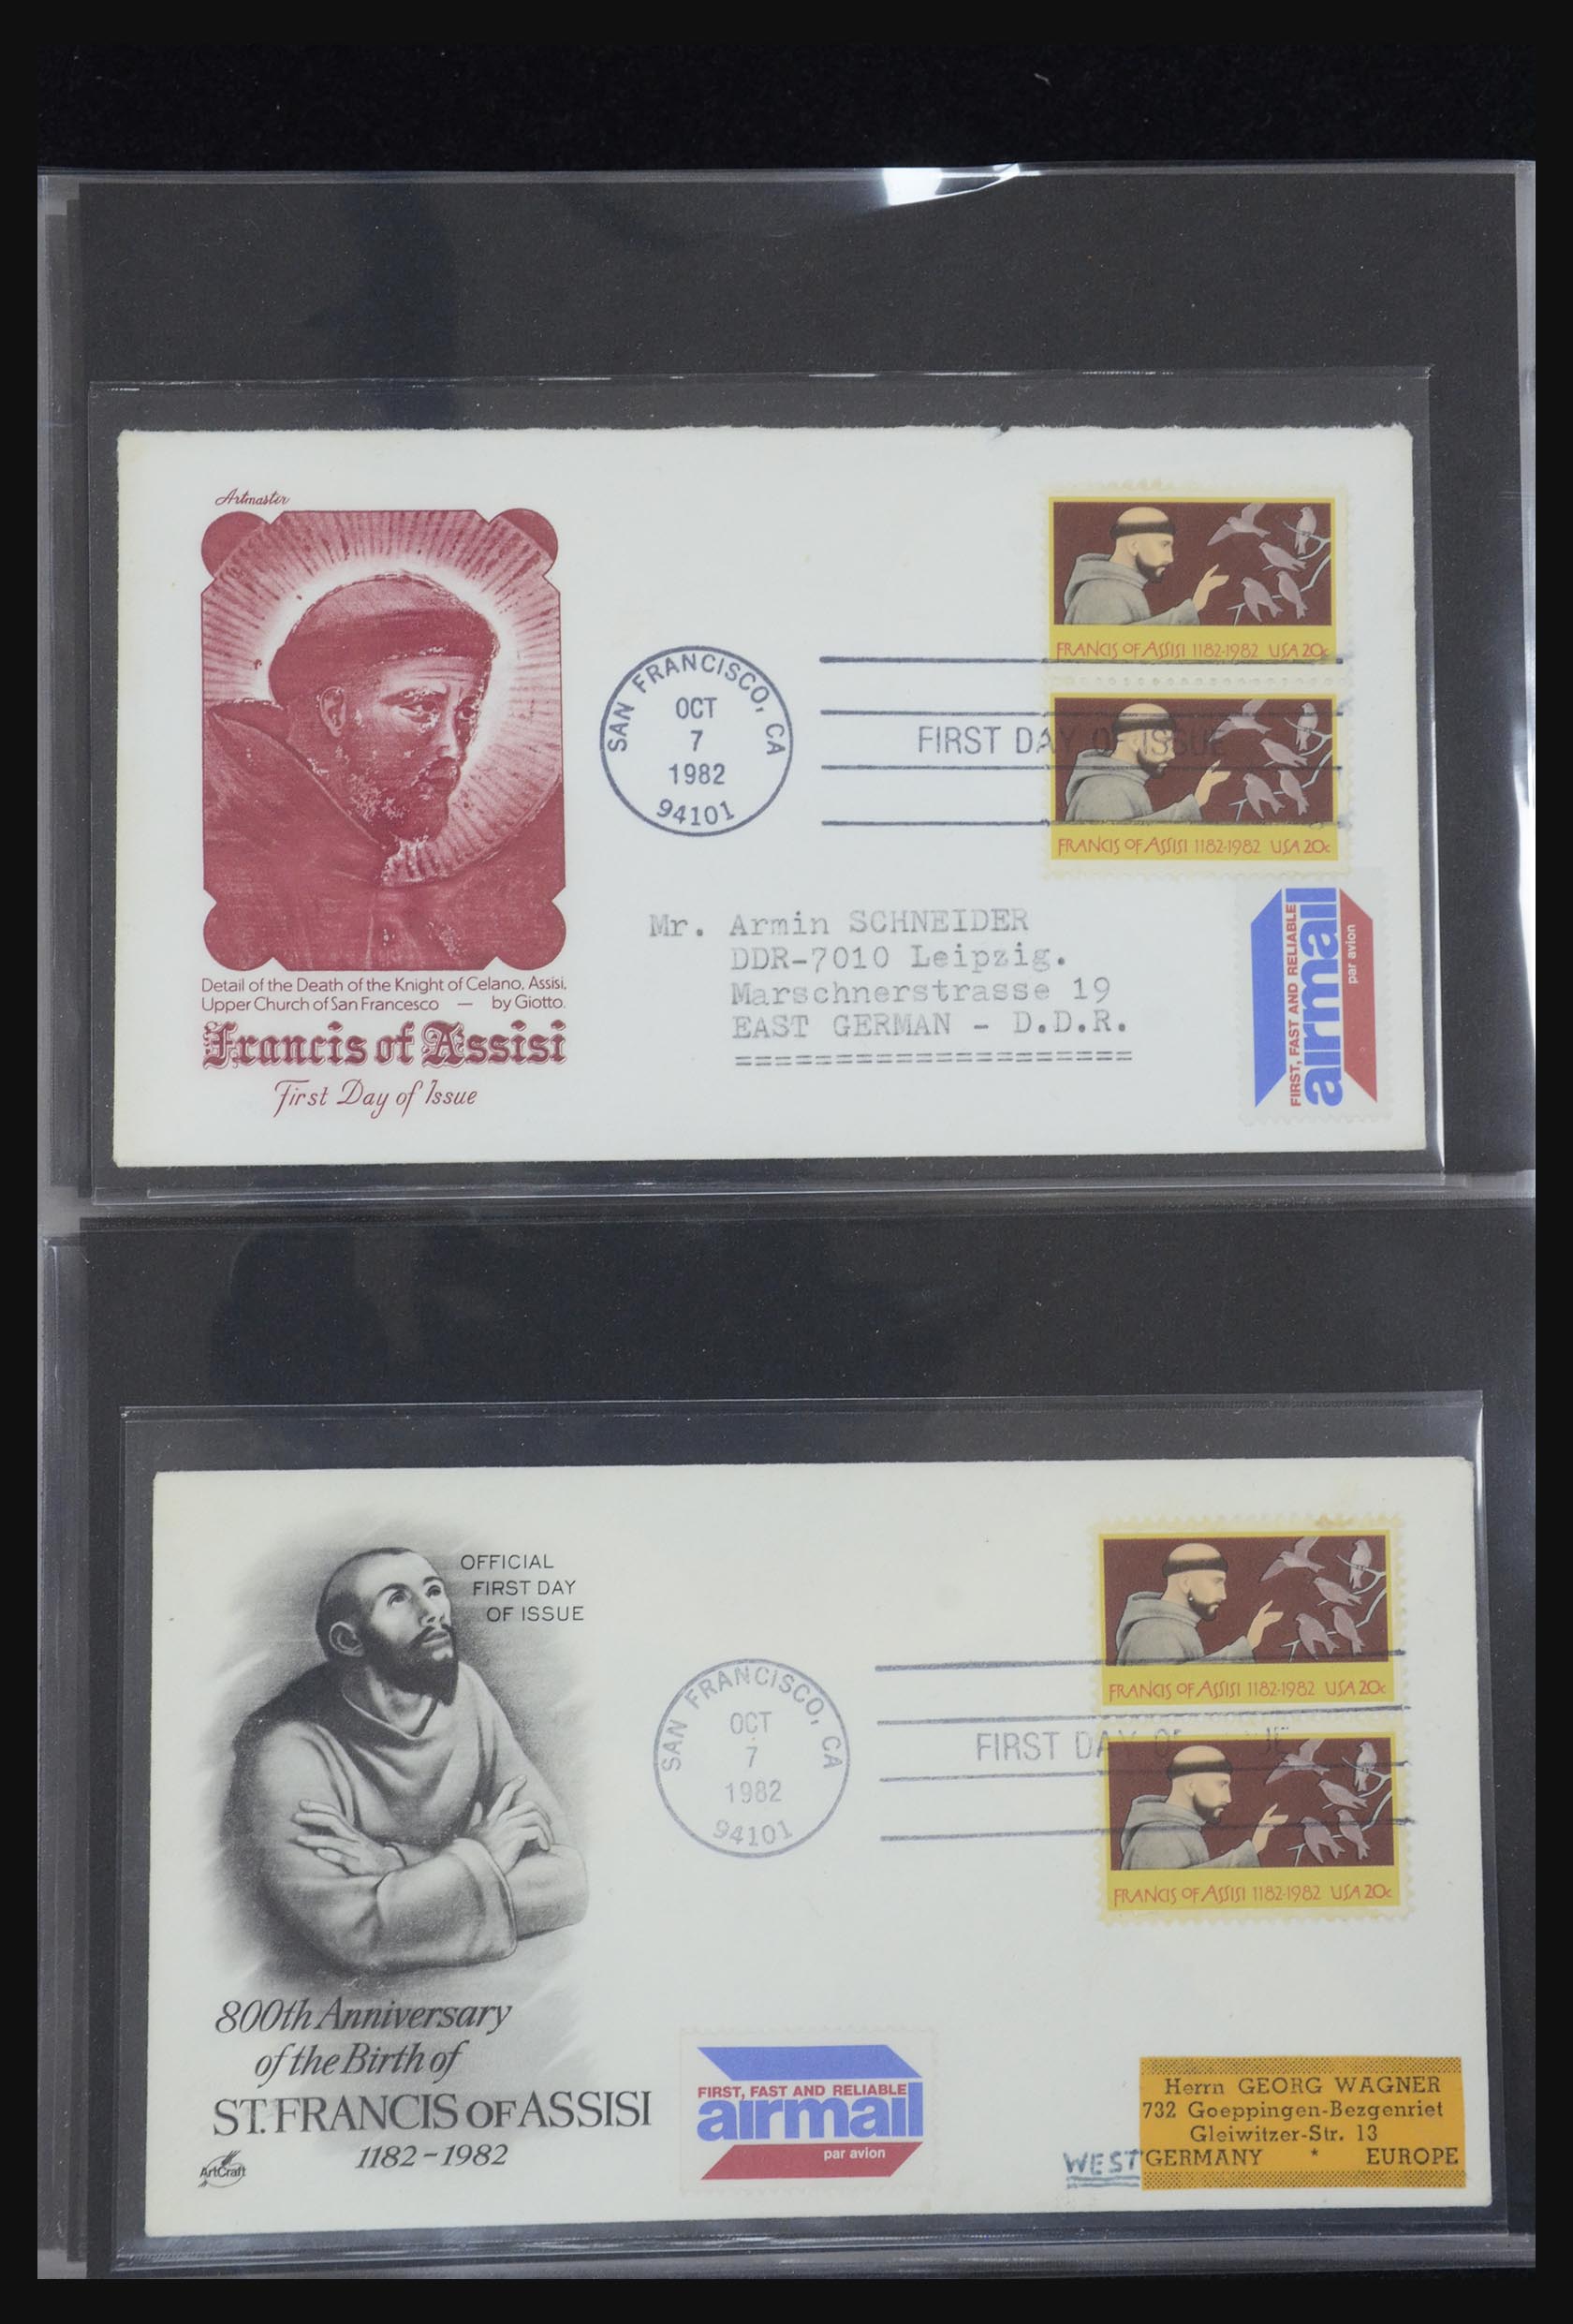 Artmaster
Detail of the Death of the Knight of Celano, Assisi,
Upper Church of San Francesco — by Giotto.
Francis of Assisi
First Day of Issue
SAN FRANCISCO, CA
OCT
7
1982
94101
FRANCIS OF ASSISI 1182-1982 USA 20c
FIRST DAY OF ISSUE
FRANCIS OF ASSISI 1182-1982 USA 20c
Mr. Armin SCHNEIDER
DDR-7010 Leipzig.
Marschnerstrasse 19
EAST GERMAN - D.D.R.
====================
FIRST, FAST AND RELIABLE
airmail
par avion
OFFICIAL
FIRST DAY
OF ISSUE
SAN FRANCISCO, CA
OCT
7
1982
94101
FRANCIS OF ASSISI 1182-1982 USA 20c
FIRST DAY OF
FRANCIS OF ASSISI 1182-1982 USA 20c
800th Anniversary
of the Birth of
ST. FRANCIS OF ASSISI
1182-1982
ArtCraft
FIRST, FAST AND RELIABLE
airmail
par avion
Herrn GEORG WAGNER
732 Goeppingen-Bezgenriet
Gleiwitzer-Str. 13
WEST GERMANY * EUROPE